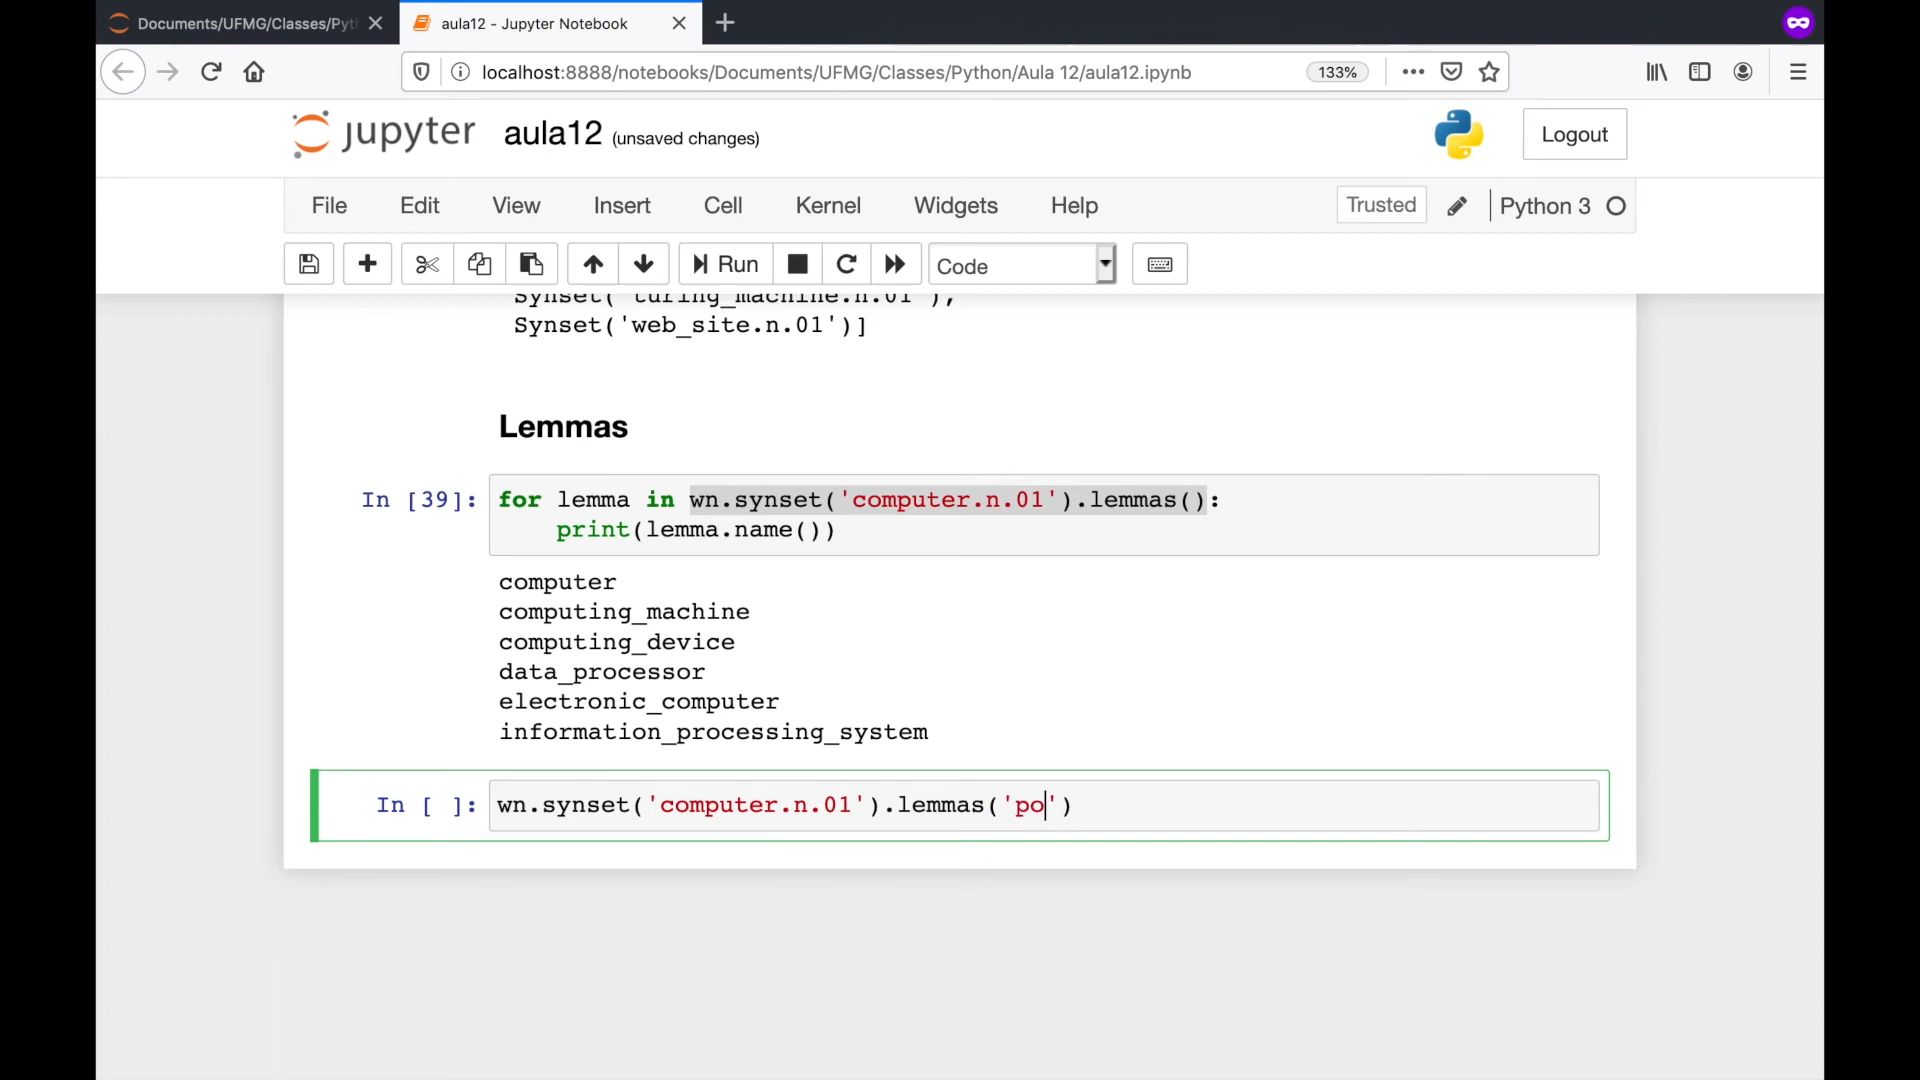 Documents/UFMG/Classes/Pyt
aula12 - Jupyter Notebook
localhost:8888/notebooks/Documents/UFMG/Classes/Python/Aula 12/aula12.ipynb
133%
jupyter
aula12 (unsaved changes)
Logout
File
Edit
View
Insert
Cell
Kernel
Widgets
Help
Trusted
Python 3
Run
Code
Synset('turing_machine.n.01'),
Synset('web_site.n.01')]
Lemmas
In [39]: for lemma in wn.synset('computer.n.01').lemmas():
print(lemma.name())
computer
computing_machine
computing_device
data_processor
electronic_computer
information_processing_system
In [ ]: wn.synset('computer.n.01').lemmas('po')